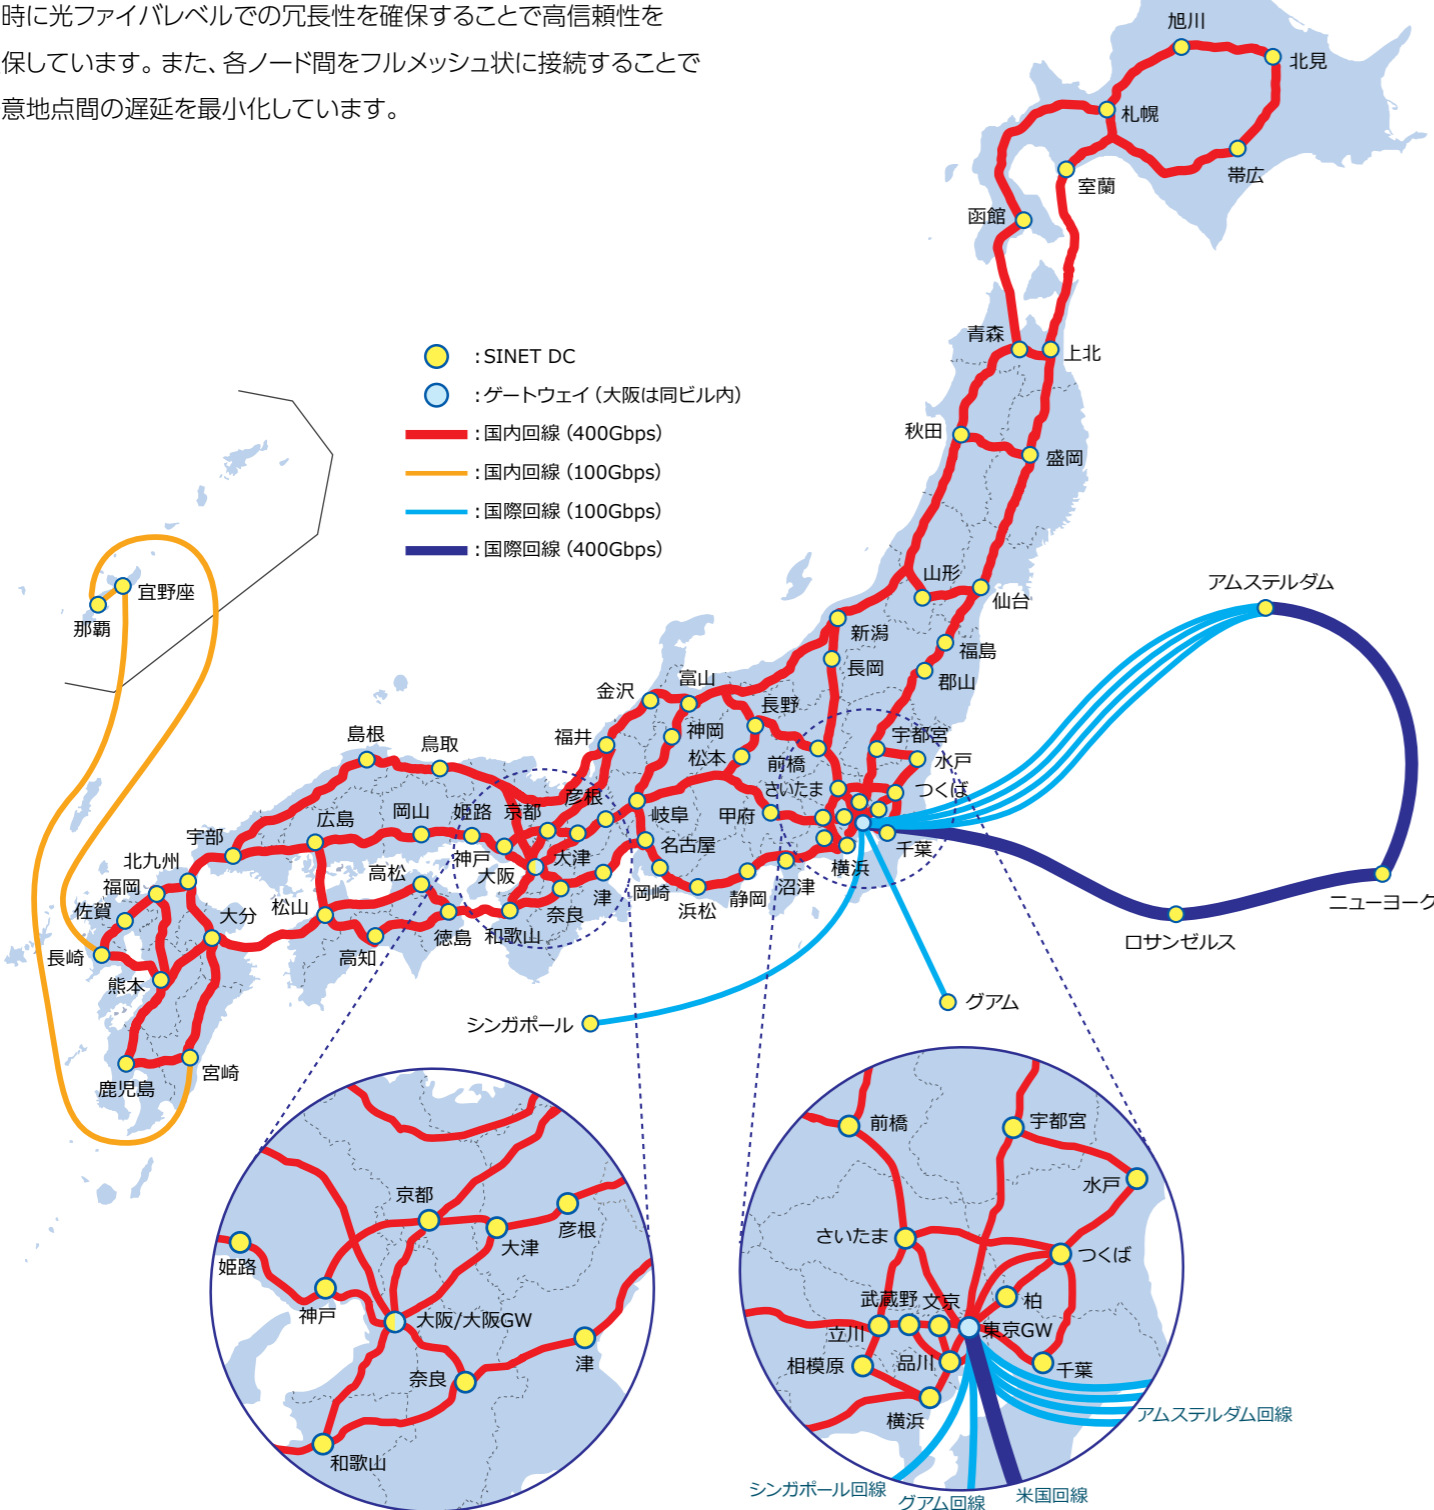 時に光ファイバレベルでの冗長性を確保することで高信頼性を
保しています。また、各ノード間をフルメッシュ状に接続することで
意地点間の遅延を最小化しています。
旭川
北見
札幌
帯広
室蘭
函館
青森
上北
：SINET DC
：ゲートウェイ（大阪は同ビル内）
：国内回線（400Gbps）
：国内回線（100Gbps）
：国際回線（100Gbps）
：国際回線（400Gbps）
秋田
盛岡
山形
仙台
宜野座
那覇
アムステルダム
新潟
福島
長岡
郡山
富山
金沢
長野
神岡
福井
松本
前橋
宇都宮
水戸
島根
鳥取
さいたま
つくば
彦根
岐阜
甲府
岡山
姫路
京都
広島
宇部
名古屋
千葉
神戸
大津
横浜
北九州
高松
大阪
沼津
福岡
津
岡崎
静岡
ニューヨーク
佐賀
大分
松山
奈良
浜松
徳島
和歌山
ロサンゼルス
長崎
高知
熊本
グアム
シンガポール
宮崎
鹿児島
前橋
宇都宮
水戸
京都
彦根
大津
さいたま
つくば
姫路
武蔵野
文京
柏
神戸
大阪/大阪GW
立川
東京GW
津
相模原
品川
千葉
奈良
横浜
アムステルダム回線
和歌山
シンガポール回線
グアム回線
米国回線